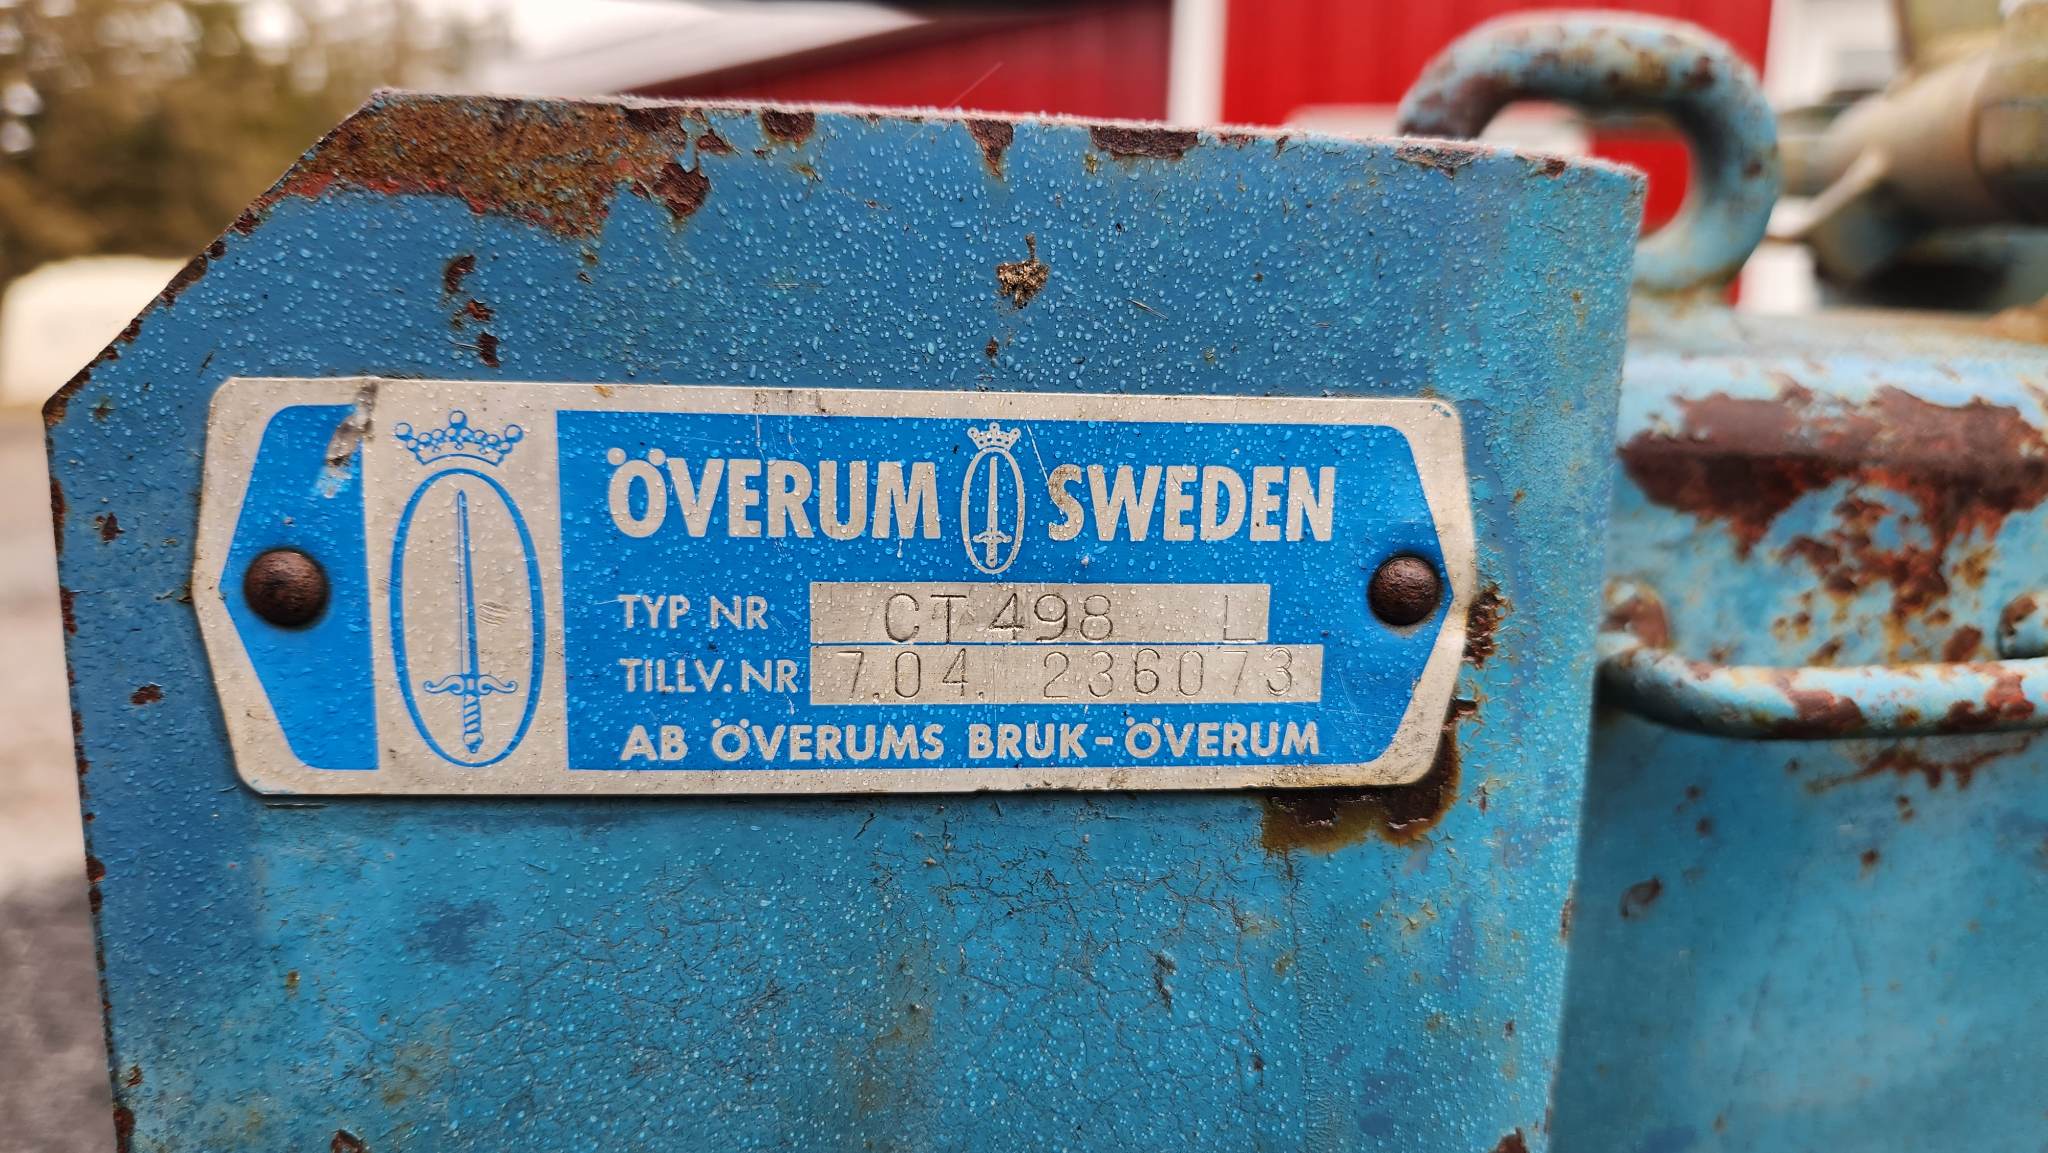 ÖVERUM SWEDEN
TYP NR CT 498 L
TILLV. NR 7.04. 236073
AB ÖVERUMS BRUK - ÖVERUM